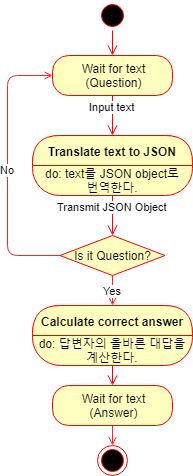 Wait for text
(Question)
Input text
Translate text to JSON
do: text를 JSON object로
번역한다.
No
Transmit JSON Object
Is it Question?
Yes
Calculate correct answer
do: 답변자의 올바른 대답을
계산한다.
Wait for text
(Answer)